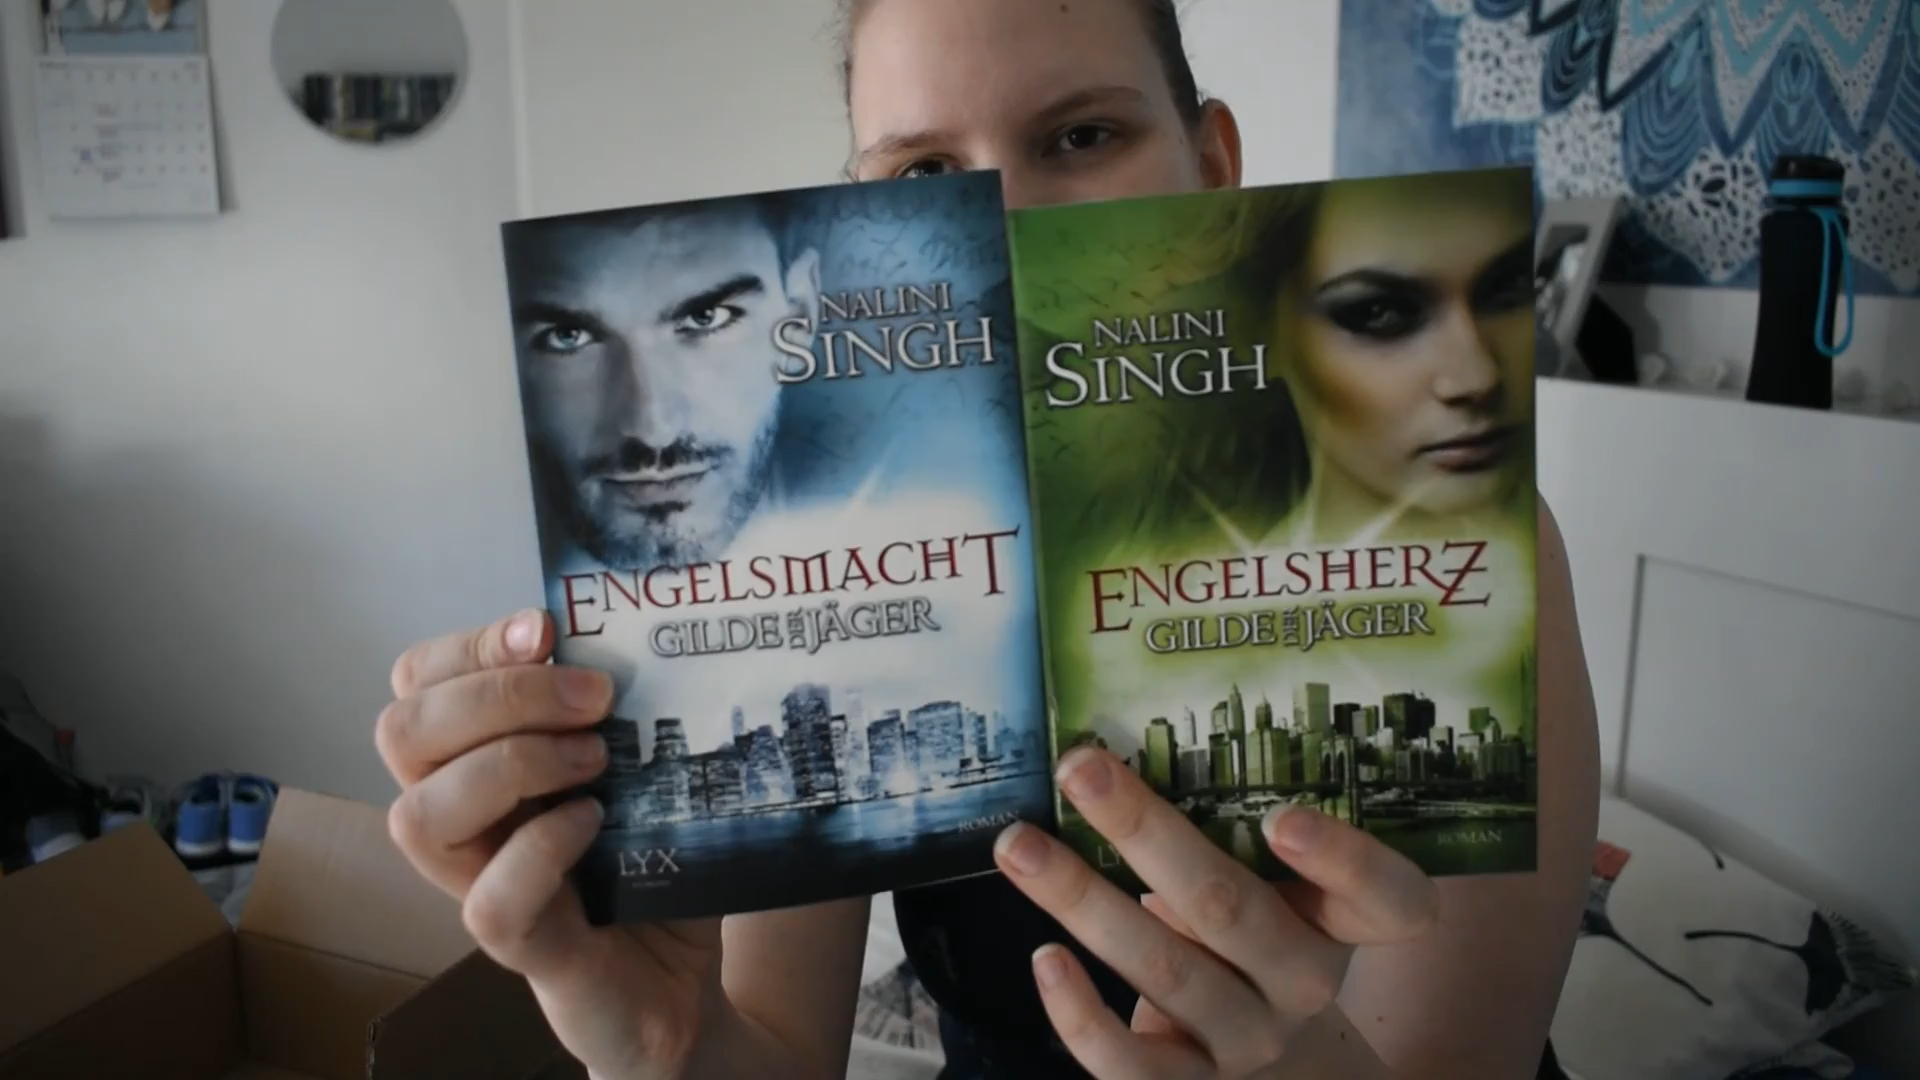 NALINI
SINGH
ENGELSMACHT
GILDE DER JÄGER
ROMAN
LYX
NALINI
SINGH
ENGELSHERZ
GILDE DER JÄGER
ROMAN